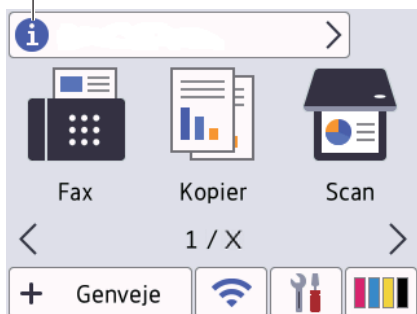 i
Fax Kopier Scan
1 / X
+ Genveje